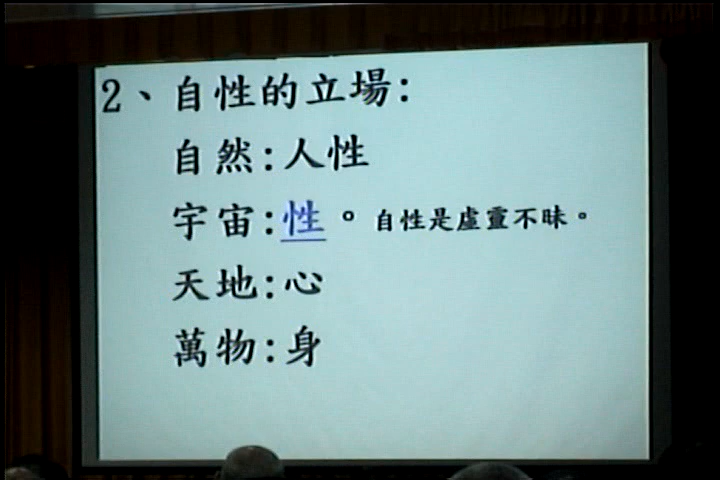 2、自性的立場:
自然:人性
宇宙:性。自性是虛靈不昧。
天地:心
萬物:身